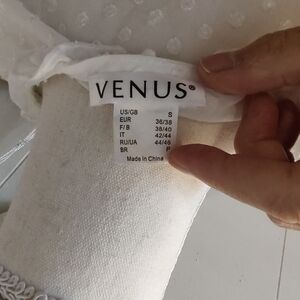 VENUS®
US/GB S
EUR 36/38
F/B 38/40
IT 42/44
RU/UA 44/46
BR P
Made in China